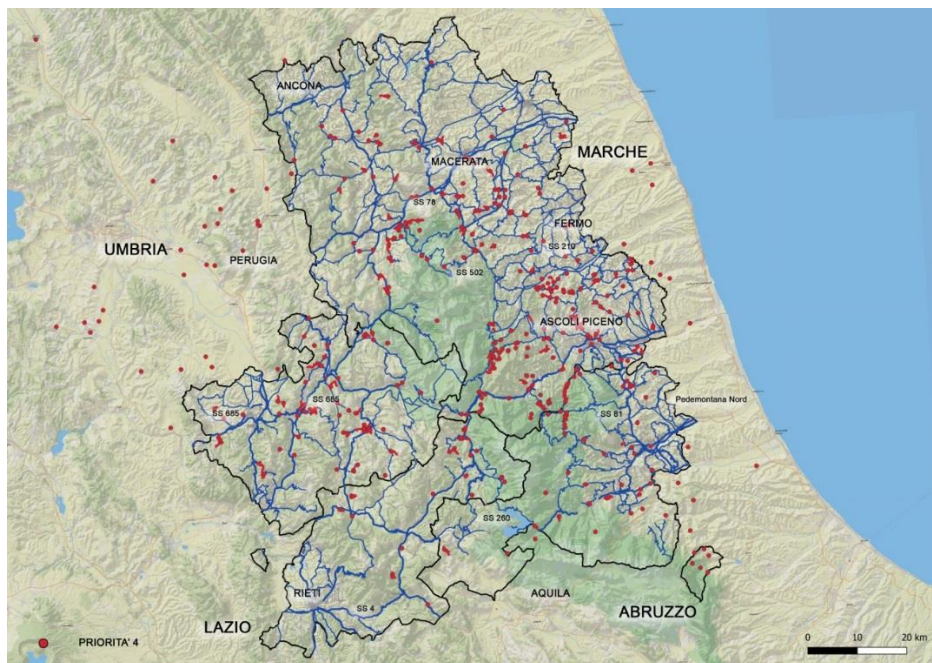 ANCONA
MARCHE
MACERATA
SS 78
FERMO
UMBRIA
SS 210
PERUGIA
SS 502
ASCOLI PICENO
SS 685
Pedemontana Nord
SS 685
SS 81
SS 260
RIETI
AQUILA
SS 4
ABRUZZO
LAZIO
PRIORITA' 4
0 10 20 km